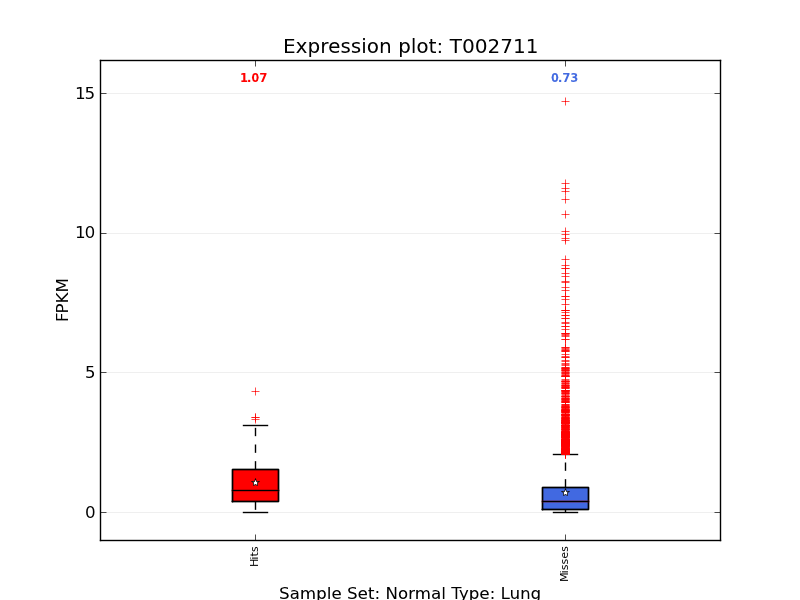 Expression plot: T002711
1.07
0.73
15
10
5
0
FPKM
Hits
Misses
Sample Set: Normal Type: Lung